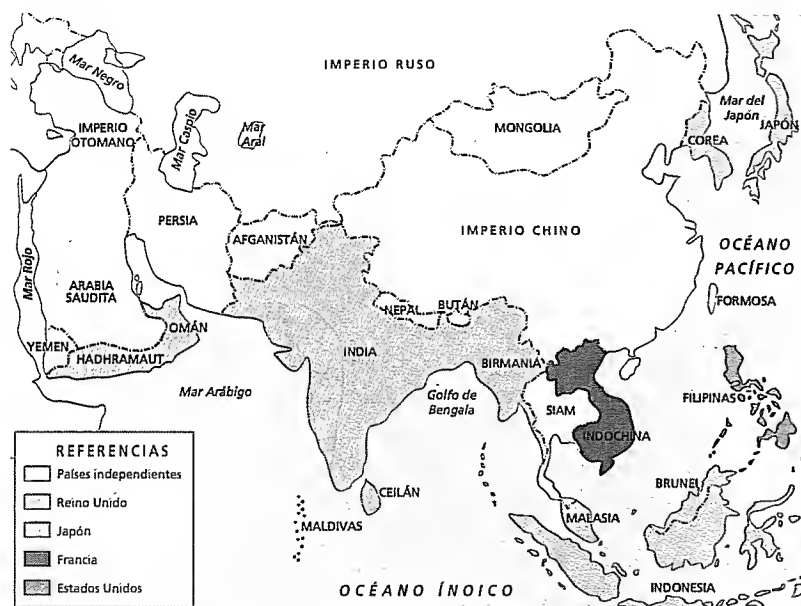 IMPERIO RUSO
Mar Negro
Mar Caspio
Mar
Aral
IMPERIO
OTOMANO
MONGOLIA
Mar del
Japón
JAPÓN
COREA
PERSIA
AFGANISTÁN
IMPERIO CHINO
OCÉANO
PACÍFICO
Mar Rojo
ARABIA
SAUDITA
NEPAL
BUTÁN
FORMOSA
OMÁN
YEMEN
HADHRAMAUT
INDIA
BIRMANIA
Mar Arábigo
Golfo de
Bengala
SIAM
INDOCHINA
FILIPINAS
REFERENCIAS
Países independientes
Reino Unido
Japón
Francia
Estados Unidos
CEILÁN
MALDIVAS
MALASIA
BRUNEI
INDONESIA
OCÉANO ÍNOICO